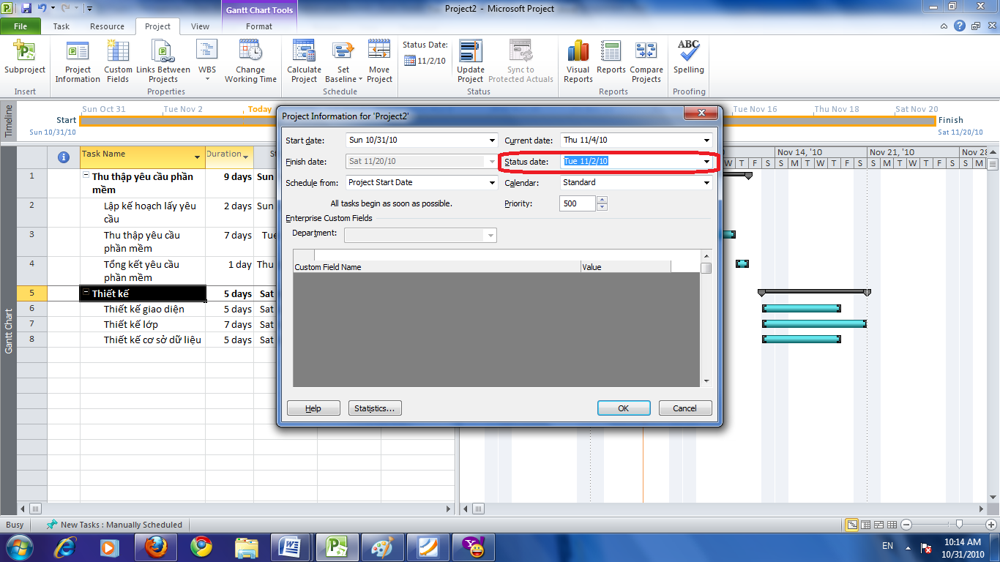 Gantt Chart Tools
Project2 - Microsoft Project
File Task Resource Project View Format
Subproject
Project Information
Custom Fields
Links Between Projects
WBS
Change Working Time
Calculate Project
Set Baseline
Move Project
Status Date:
11/2/10
Update Project
Sync to Protected Actuals
Visual Reports
Reports
Compare Projects
ABC
Spelling
Insert Properties Schedule Status Reports Proofing
Timeline
Sun Oct 31 Tue Nov 2 Today Tue Nov 16 Thu Nov 18 Sat Nov 20
Start
Sun 10/31/10
Finish
Sat 11/20/10
Project Information for 'Project2'
Start date: Sun 10/31/10 Current date: Thu 11/4/10
Finish date: Sat 11/20/10 Status date: Tue 11/2/10
Schedule from: Project Start Date Calendar: Standard
All tasks begin as soon as possible. Priority: 500
Enterprise Custom Fields
Department:
Custom Field Name Value
Help Statistics... OK Cancel
Task Name Duration St
Nov 14, '10 Nov 21, '10 Nov 28
W T F S S M T W T F S S M T W T F S S M
1 Thu thập yêu cầu phần mềm 9 days Sun
2 Lập kế hoạch lấy yêu cầu 2 days Sun
3 Thu thập yêu cầu phần mềm 7 days Tue
4 Tổng kết yêu cầu phần mềm 1 day Thu
5 Thiết kế 5 days Sat
6 Thiết kế giao diện 5 days Sat
7 Thiết kế lớp 7 days Sat
8 Thiết kế cơ sở dữ liệu 5 days Sat
Gantt Chart
Busy New Tasks : Manually Scheduled
EN
10:14 AM
10/31/2010